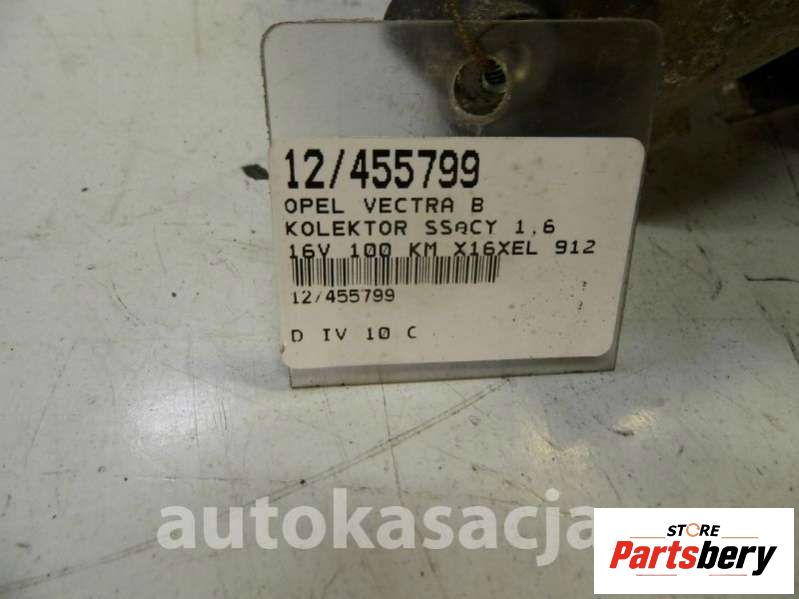 12/455799
OPEL VECTRA B
KOLEKTOR SSĄCY 1,6
16V 100 KM X16XEL 912
12/455799
D IV 10 C
autokasacja
STORE
Partsbery